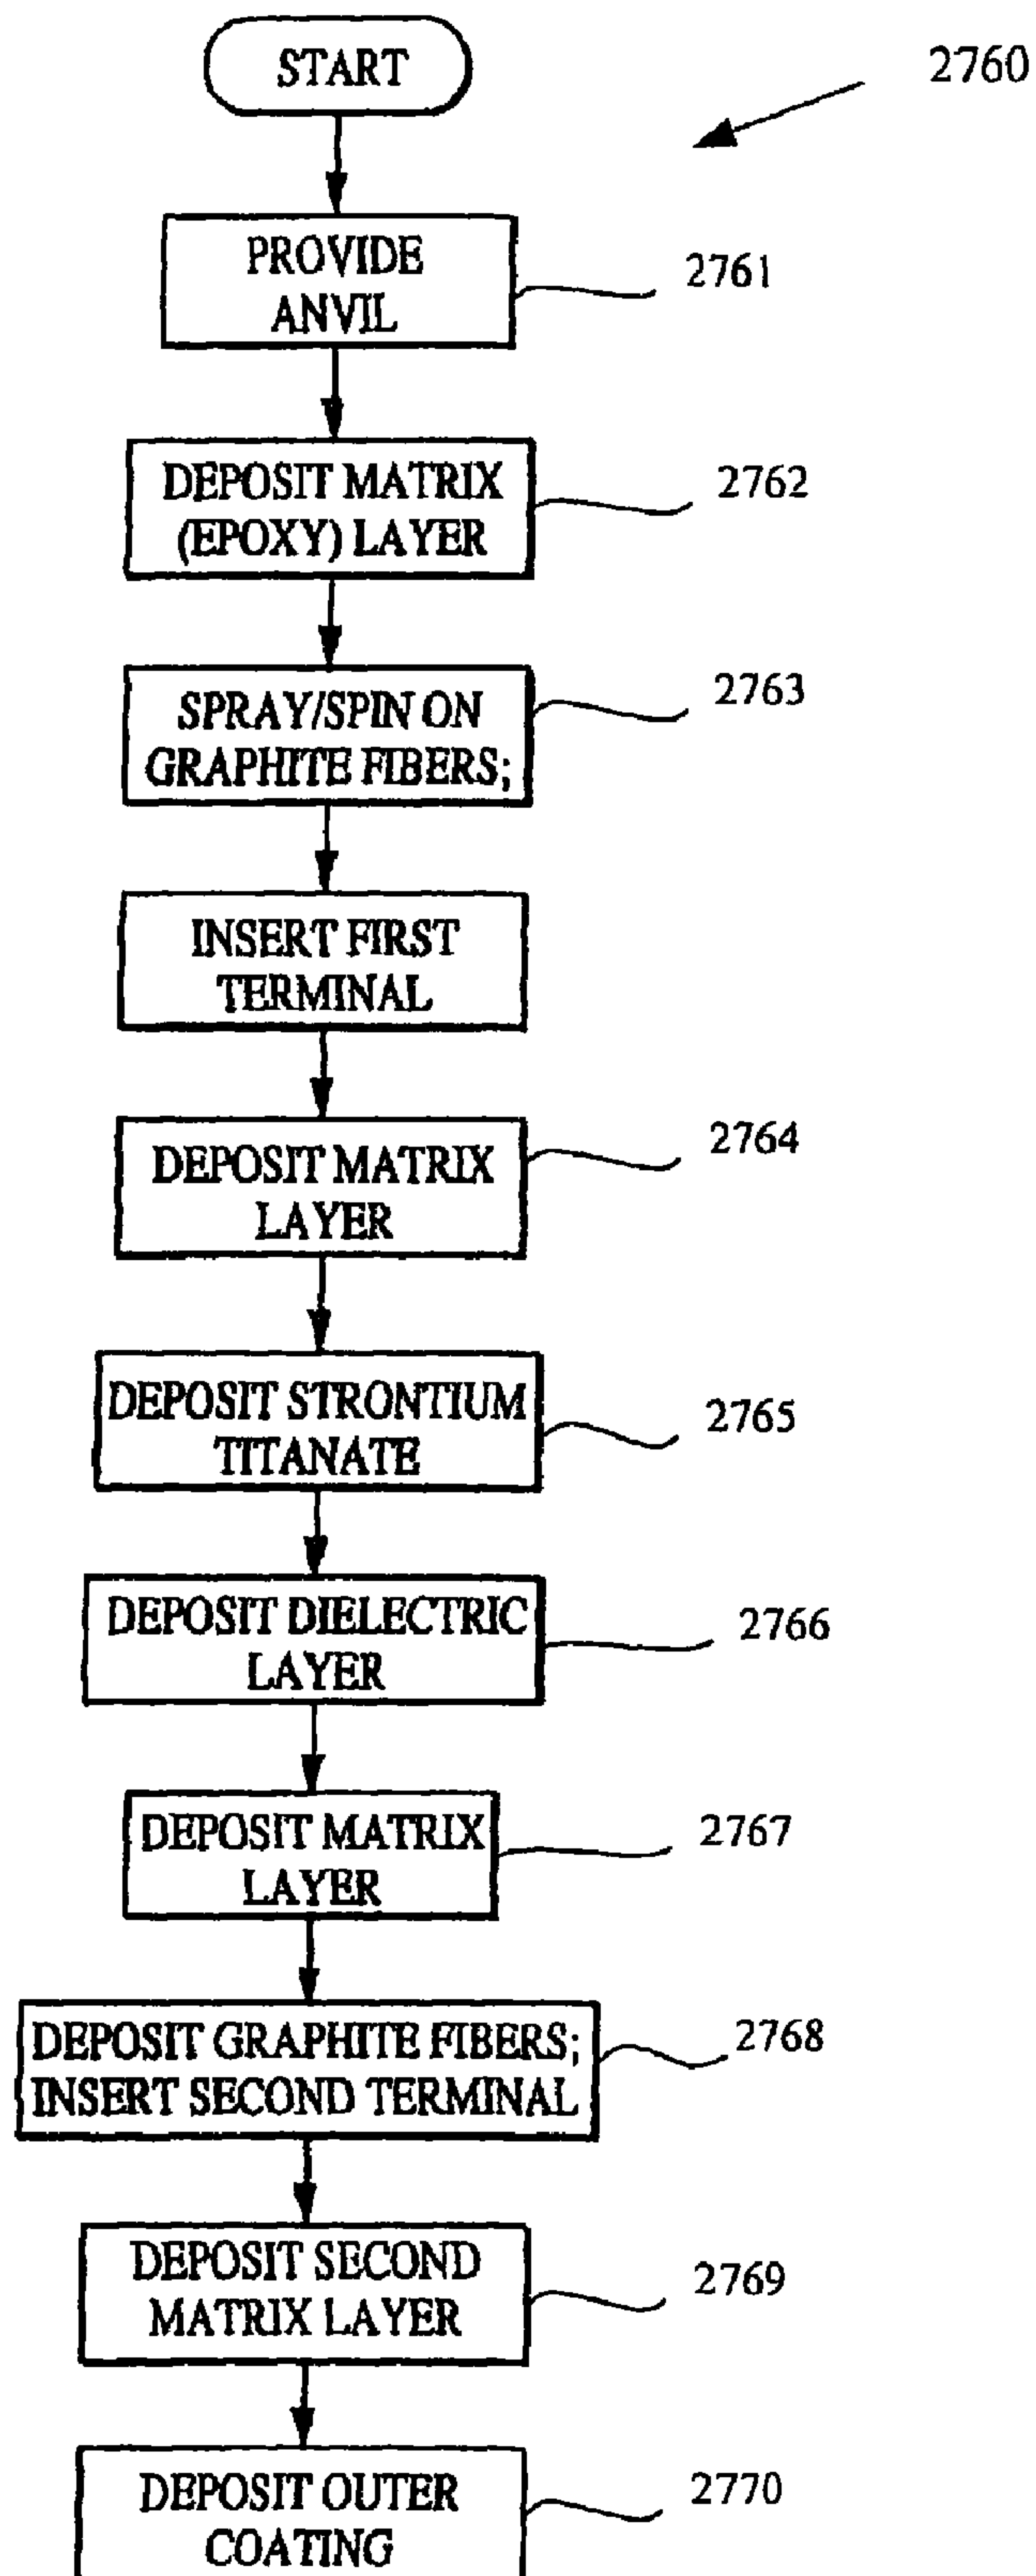 START
2760
PROVIDE
ANVIL
2761
DEPOSIT MATRIX
(EPOXY) LAYER
2762
SPRAY/SPIN ON
GRAPHITE FIBERS;
2763
INSERT FIRST
TERMINAL
DEPOSIT MATRIX
LAYER
2764
DEPOSIT STRONTIUM
TITANATE
2765
DEPOSIT DIELECTRIC
LAYER
2766
DEPOSIT MATRIX
LAYER
2767
DEPOSIT GRAPHITE FIBERS;
INSERT SECOND TERMINAL
2768
DEPOSIT SECOND
MATRIX LAYER
2769
DEPOSIT OUTER
COATING
2770